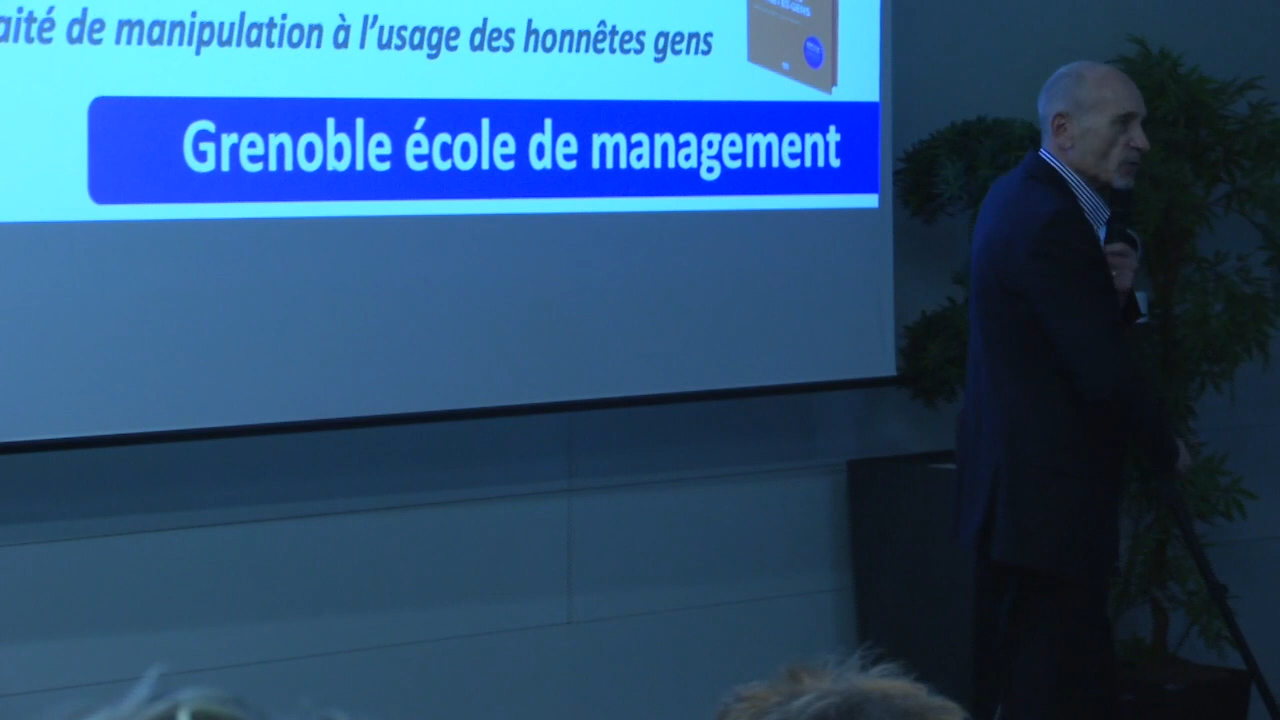 aité de manipulation à l'usage des honnêtes gens
Grenoble école de management